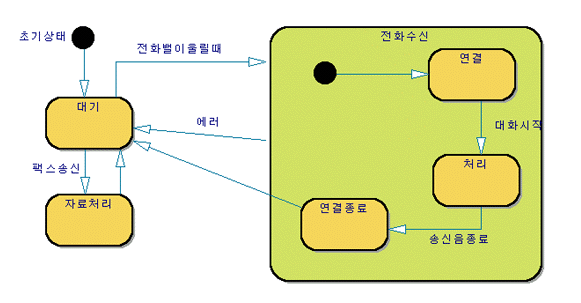 초기상태
전화벨이울릴때
전화수신
연결
대기
에러
대화시작
팩스송신
처리
자료처리
연결종료
송신음종료